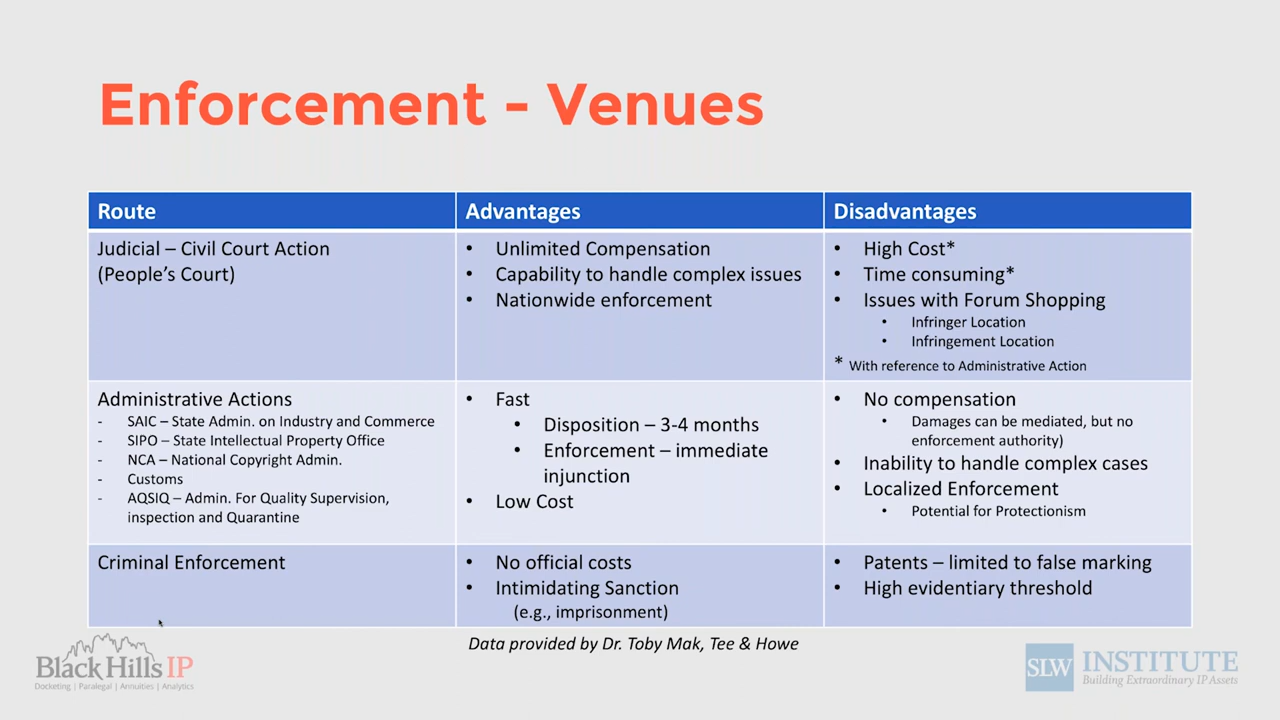 Enforcement - Venues
Route
Advantages
Disadvantages
Judicial – Civil Court Action
(People's Court)
• Unlimited Compensation
• Capability to handle complex issues
• Nationwide enforcement
• High Cost*
• Time consuming*
• Issues with Forum Shopping
• Infringer Location
• Infringement Location
* With reference to Administrative Action
Administrative Actions
- SAIC – State Admin. on Industry and Commerce
- SIPO – State Intellectual Property Office
- NCA – National Copyright Admin.
- Customs
- AQSIQ – Admin. For Quality Supervision,
inspection and Quarantine
• Fast
• Disposition – 3-4 months
• Enforcement – immediate
injunction
• Low Cost
• No compensation
• Damages can be mediated, but no
enforcement authority)
• Inability to handle complex cases
• Localized Enforcement
• Potential for Protectionism
Criminal Enforcement
• No official costs
• Intimidating Sanction
(e.g., imprisonment)
• Patents – limited to false marking
• High evidentiary threshold
Data provided by Dr. Toby Mak, Tee & Howe
Black Hills IP
Docketing | Paralegal | Annuities | Analytics
SLW INSTITUTE
Building Extraordinary IP Assets